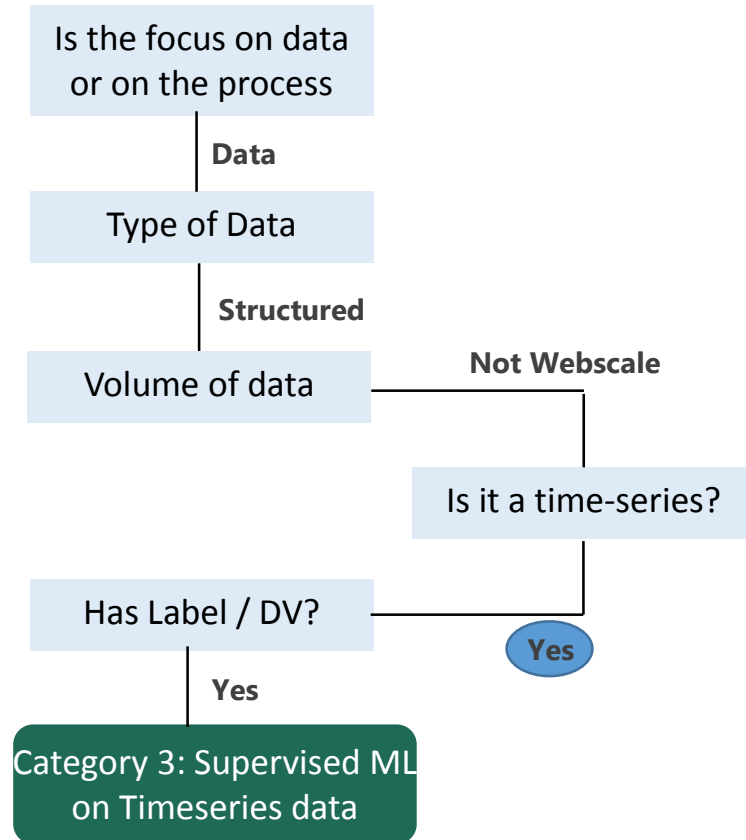 Is the focus on data
or on the process
Data
Type of Data
Structured
Volume of data
Not Webscale
Is it a time-series?
Has Label / DV?
Yes
Yes
Category 3: Supervised ML
on Timeseries data